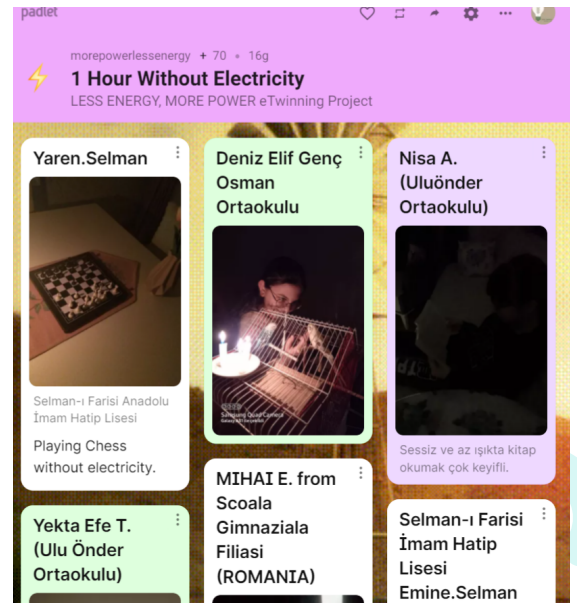 padlet
morepowerlessenergy + 70 • 16g
1 Hour Without Electricity
LESS ENERGY, MORE POWER eTwinning Project
Yaren.Selman
Selman-ı Farisi Anadolu
İmam Hatip Lisesi
Playing Chess
without electricity.
Yekta Efe T.
(Ulu Önder
Ortaokulu)
Deniz Elif Genç
Osman
Ortaokulu
Samsung Quad Camera
MIHAI E. from
Scoala
Gimnaziala
Filiasi
(ROMANIA)
Nisa A.
(Uluönder
Ortaokulu)
Sessiz ve az ışıkta kitap
okumak çok keyifli.
Selman-ı Farisi
İmam Hatip
Lisesi
Emine.Selman